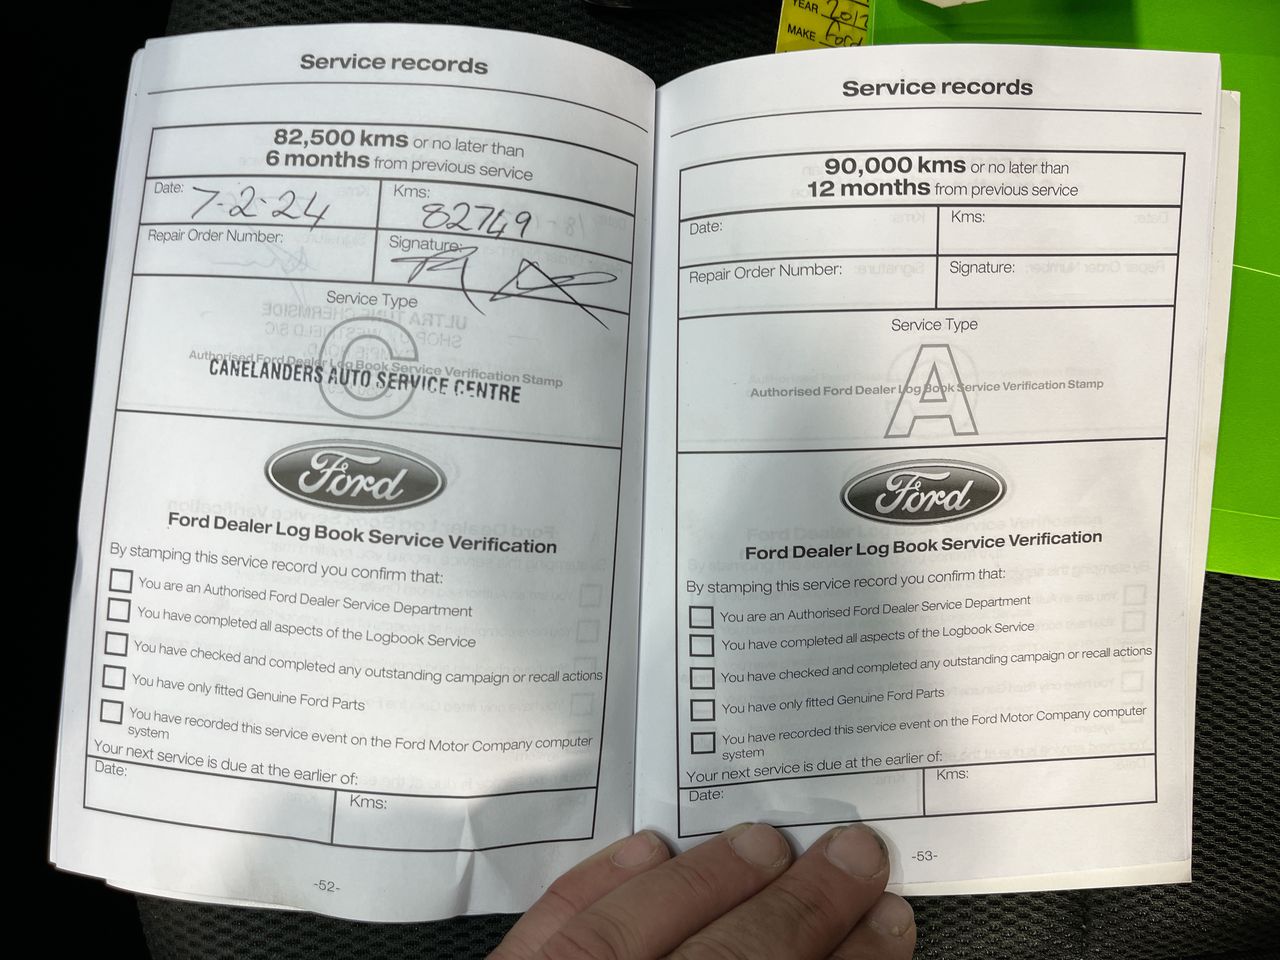 YEAR 2012
MAKE Ford
Service records
82,500 kms or no later than
6 months from previous service
Date: 7-2-24
Kms: 82749
Repair Order Number:
Signature:
Service Type
C
Authorised Ford Dealer Log Book Service Verification Stamp
CANELANDERS AUTO SERVICE CENTRE
Ford
Ford Dealer Log Book Service Verification
By stamping this service record you confirm that:
You are an Authorised Ford Dealer Service Department
You have completed all aspects of the Logbook Service
You have checked and completed any outstanding campaign or recall actions
You have only fitted Genuine Ford Parts
You have recorded this service event on the Ford Motor Company computer
system
Your next service is due at the earlier of:
Date:
Kms:
-52-
Service records
90,000 kms or no later than
12 months from previous service
Date:
Kms:
Repair Order Number:
Signature:
Service Type
A
Authorised Ford Dealer Log Book Service Verification Stamp
Ford
Ford Dealer Log Book Service Verification
By stamping this service record you confirm that:
You are an Authorised Ford Dealer Service Department
You have completed all aspects of the Logbook Service
You have checked and completed any outstanding campaign or recall actions
You have only fitted Genuine Ford Parts
You have recorded this service event on the Ford Motor Company computer
system
Your next service is due at the earlier of:
Date:
Kms:
-53-